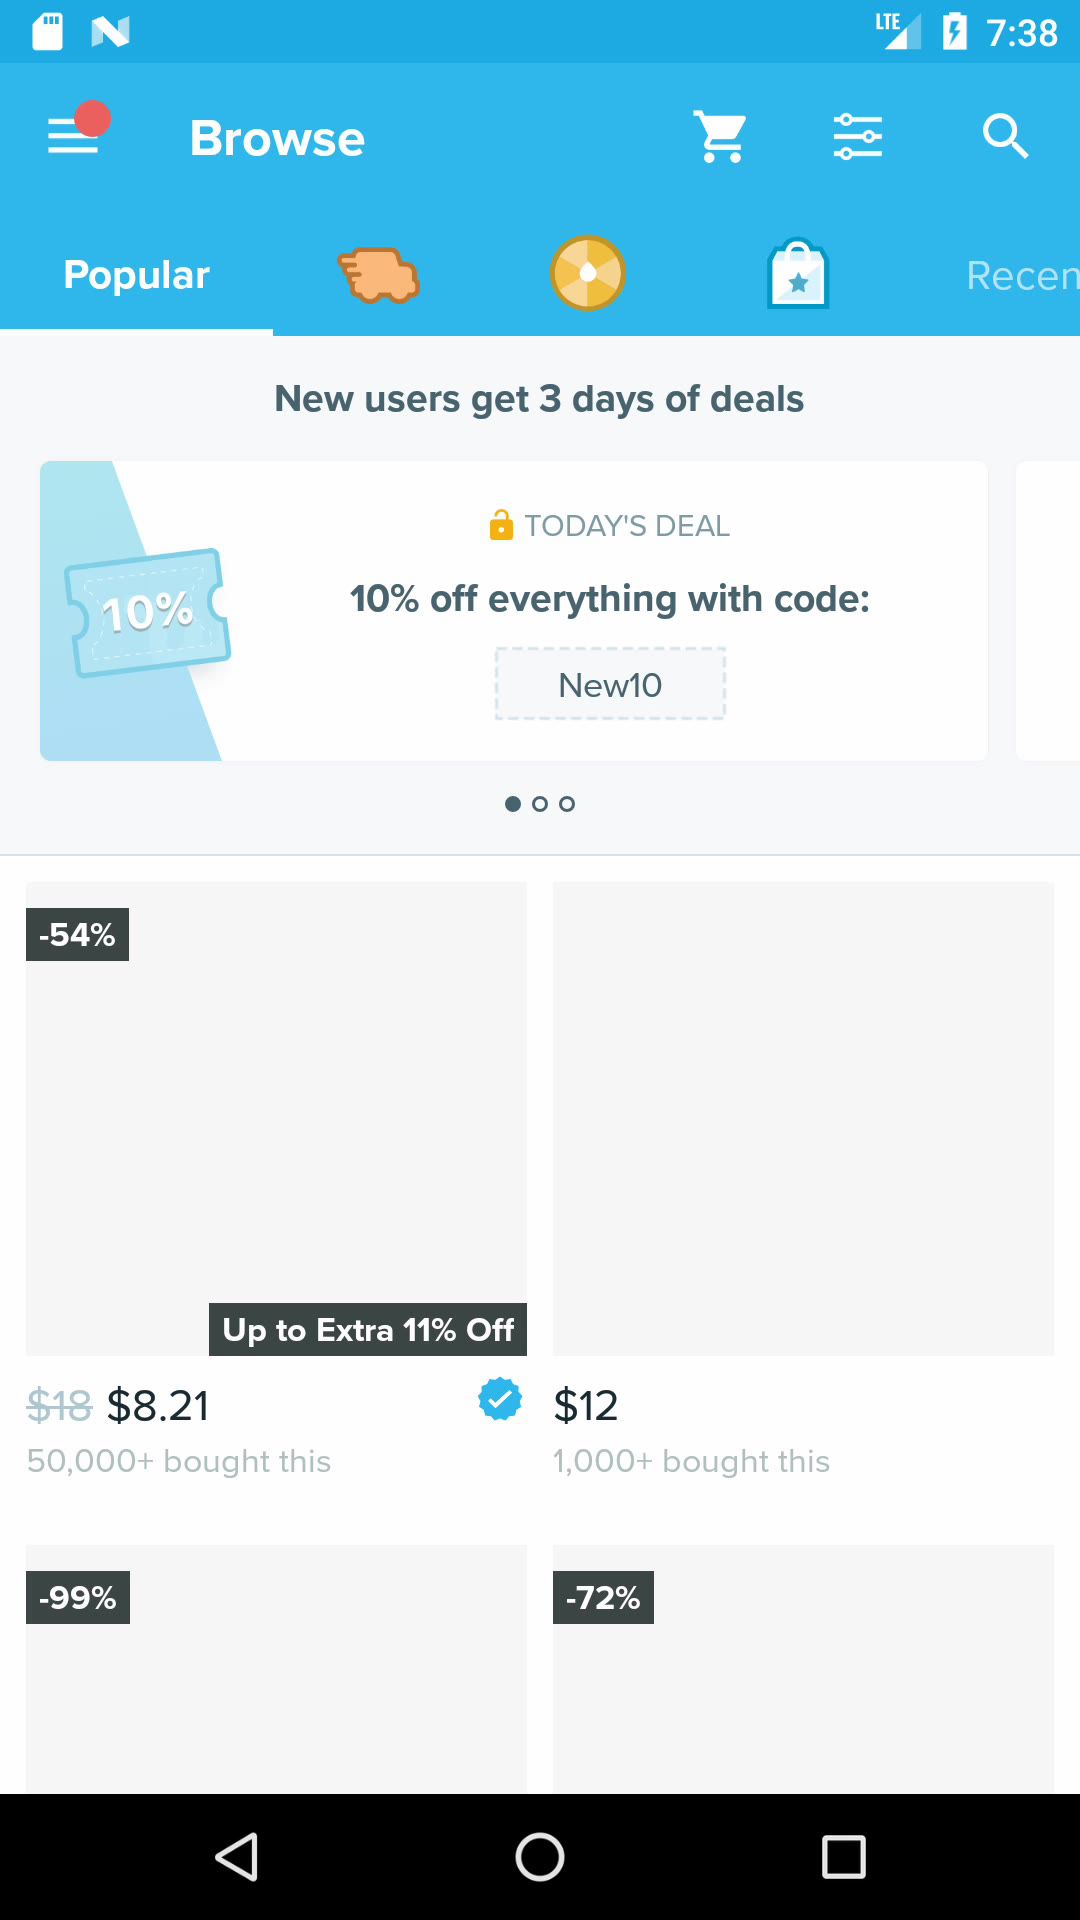 LTE 7:38
Browse
Popular
Recen
New users get 3 days of deals
TODAY'S DEAL
10%
10% off everything with code:
New10
-54%
Up to Extra 11% Off
$18 $8.21
$12
50,000+ bought this
1,000+ bought this
-99%
-72%